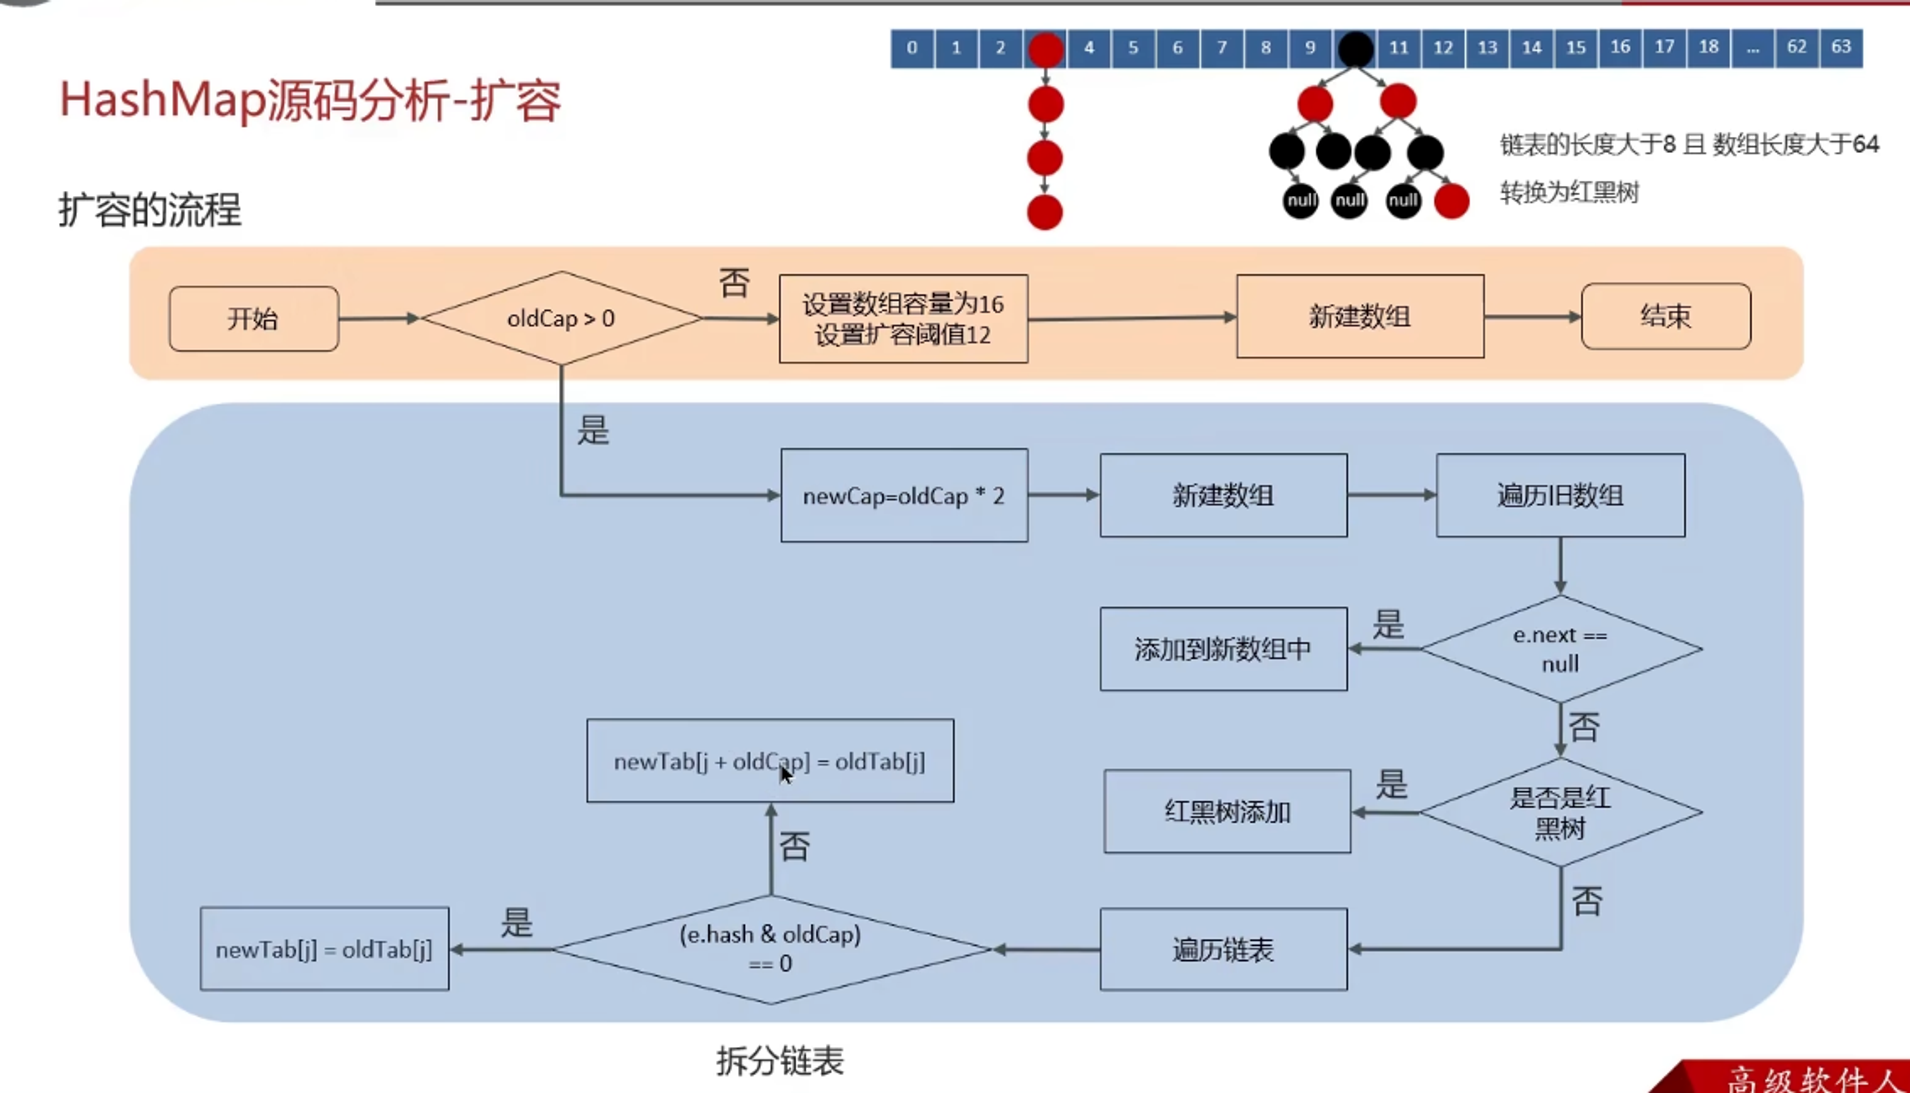 0 1 2 4 5 6 7 8 9 11 12 13 14 15 16 17 18 ... 62 63
HashMap源码分析-扩容
链表的长度大于8 且 数组长度大于64
转换为红黑树
null null null
扩容的流程
开始
oldCap > 0
否
设置数组容量为16
设置扩容阈值12
新建数组
结束
是
newCap=oldCap * 2
新建数组
遍历旧数组
e.next ==
null
是
添加到新数组中
否
是否是红
黑树
是
红黑树添加
否
遍历链表
(e.hash & oldCap)
== 0
否
newTab[j + oldCap] = oldTab[j]
是
newTab[j] = oldTab[j]
拆分链表
高级软件人